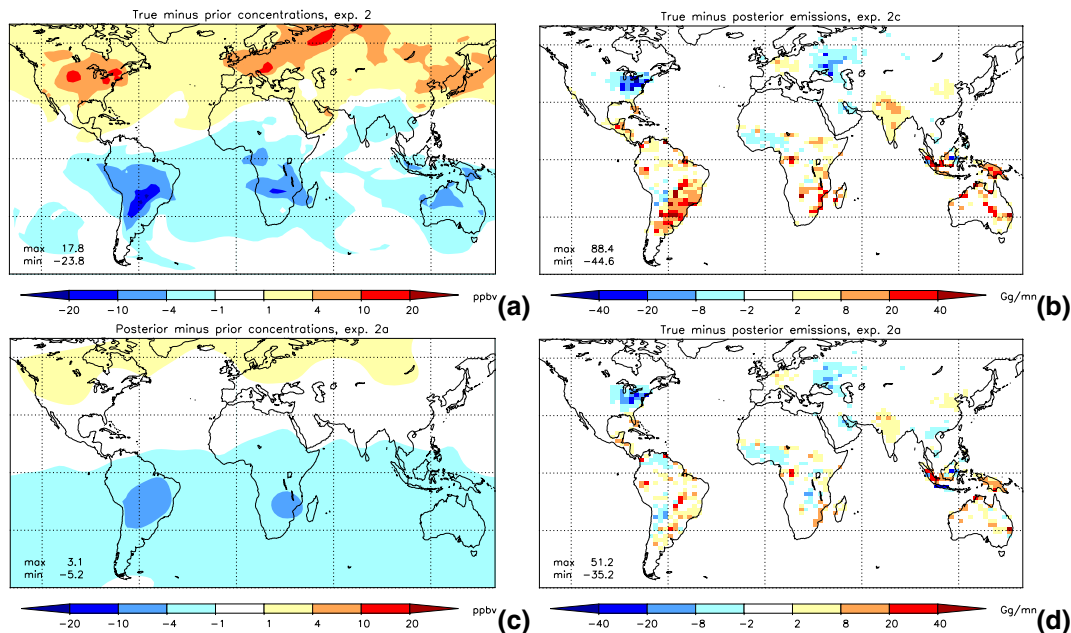 True minus prior concentrations, exp. 2
max 17.8
min −23.8
−20 −10 −4 −1 1 4 10 20 ppbv
(a)
True minus posterior emissions, exp. 2c
max 88.4
min −44.6
−40 −20 −8 −2 2 8 20 40 Gg/mn
(b)
Posterior minus prior concentrations, exp. 2a
max 3.1
min −5.2
−20 −10 −4 −1 1 4 10 20 ppbv
(c)
True minus posterior emissions, exp. 2a
max 51.2
min −35.2
−40 −20 −8 −2 2 8 20 40 Gg/mn
(d)